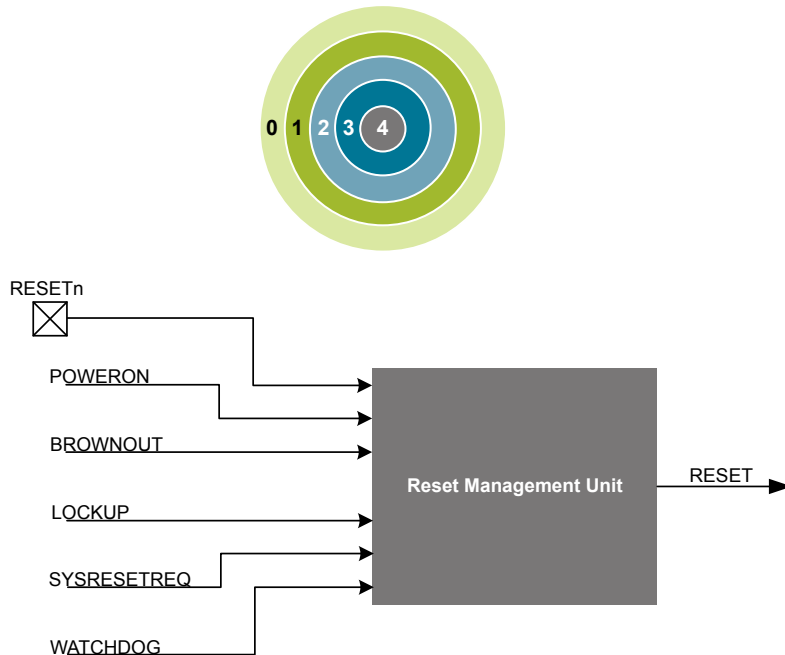 0 1 2 3 4
RESETn
POWERON
BROWNOUT
LOCKUP
SYSRESETREQ
WATCHDOG
Reset Management Unit
RESET